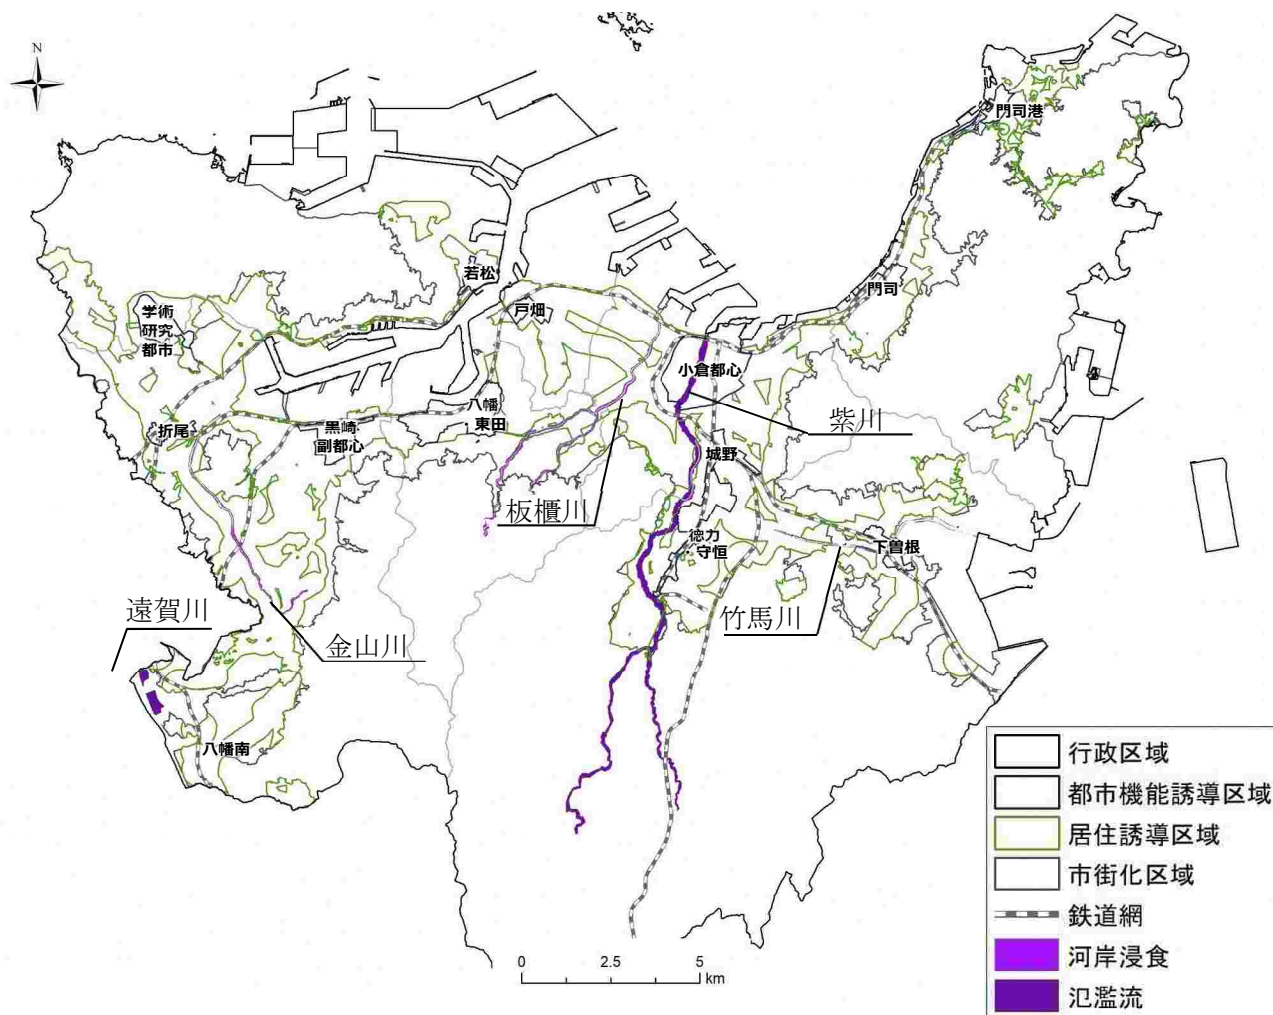 N
門司港
若松
門司
学術
研究
都市
戸畑
小倉都心
紫川
八幡
東田
折尾
黒崎
副都心
城野
板櫃川
徳力
守恒
下曽根
遠賀川
竹馬川
金山川
八幡南
行政区域
都市機能誘導区域
居住誘導区域
市街化区域
鉄道網
河岸浸食
氾濫流
0 2.5 5
km